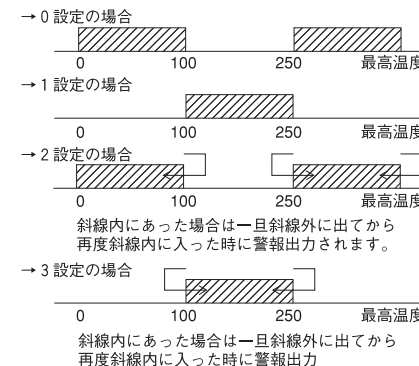 →0設定の場合
0 100 250 最高温度
→1設定の場合
0 100 250 最高温度
→2設定の場合
0 100 250 最高温度
斜線内にあった場合は一旦斜線外に出てから
再度斜線内に入った時に警報出力されます。
→3設定の場合
0 100 250 最高温度
斜線内にあった場合は一旦斜線外に出てから
再度斜線内に入った時に警報出力